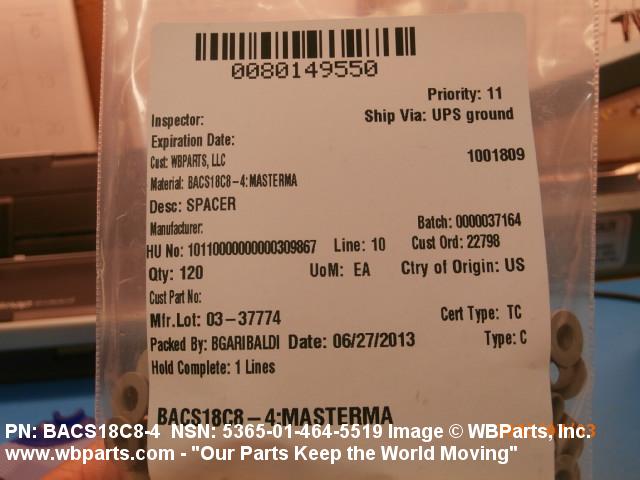 0080149550
Priority: 11
Inspector:
Ship Via: UPS ground
Expiration Date:
Cust: WBPARTS, LLC
1001809
Material: BACS18C8-4:MASTERMA
Desc: SPACER
Manufacturer:
Batch: 0000037164
HU No: 10110000000000309867 Line: 10 Cust Ord: 22798
Qty: 120 UoM: EA Ctry of Origin: US
Cust Part No:
Mfr.Lot: 03-37774 Cert Type: TC
Packed By: BGARIBALDI Date: 06/27/2013 Type: C
Hold Complete: 1 Lines
BACS18C8-4:MASTERMA
PN: BACS18C8-4 NSN: 5365-01-464-5519 Image © WBParts, Inc.
www.wbparts.com - "Our Parts Keep the World Moving"